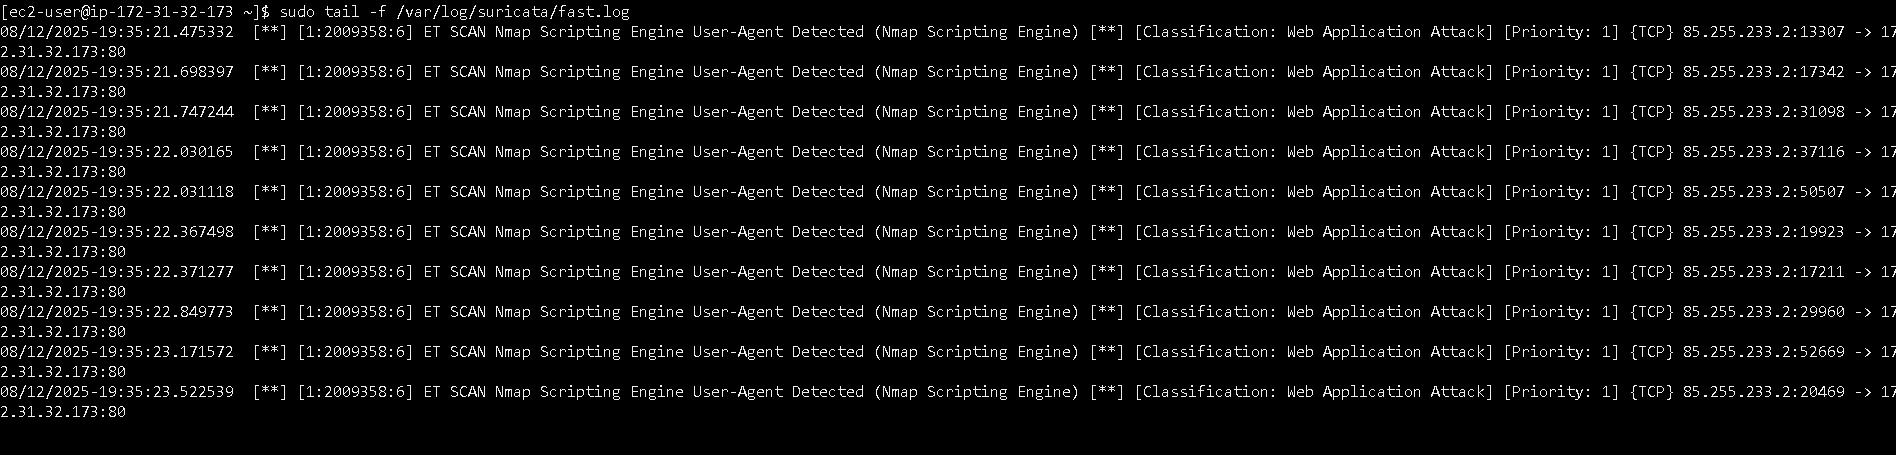 [ec2-user@ip-172-31-32-173 ~]$ sudo tail -f /var/log/suricata/fast.log
08/12/2025-19:35:21.475332  [**] [1:2009358:6] ET SCAN Nmap Scripting Engine User-Agent Detected (Nmap Scripting Engine) [**] [Classification: Web Application Attack] [Priority: 1] {TCP} 85.255.233.2:13307 -> 17
2.31.32.173:80
08/12/2025-19:35:21.698397  [**] [1:2009358:6] ET SCAN Nmap Scripting Engine User-Agent Detected (Nmap Scripting Engine) [**] [Classification: Web Application Attack] [Priority: 1] {TCP} 85.255.233.2:17342 -> 17
2.31.32.173:80
08/12/2025-19:35:21.747244  [**] [1:2009358:6] ET SCAN Nmap Scripting Engine User-Agent Detected (Nmap Scripting Engine) [**] [Classification: Web Application Attack] [Priority: 1] {TCP} 85.255.233.2:31098 -> 17
2.31.32.173:80
08/12/2025-19:35:22.030165  [**] [1:2009358:6] ET SCAN Nmap Scripting Engine User-Agent Detected (Nmap Scripting Engine) [**] [Classification: Web Application Attack] [Priority: 1] {TCP} 85.255.233.2:37116 -> 17
2.31.32.173:80
08/12/2025-19:35:22.031118  [**] [1:2009358:6] ET SCAN Nmap Scripting Engine User-Agent Detected (Nmap Scripting Engine) [**] [Classification: Web Application Attack] [Priority: 1] {TCP} 85.255.233.2:50507 -> 17
2.31.32.173:80
08/12/2025-19:35:22.367498  [**] [1:2009358:6] ET SCAN Nmap Scripting Engine User-Agent Detected (Nmap Scripting Engine) [**] [Classification: Web Application Attack] [Priority: 1] {TCP} 85.255.233.2:19923 -> 17
2.31.32.173:80
08/12/2025-19:35:22.371277  [**] [1:2009358:6] ET SCAN Nmap Scripting Engine User-Agent Detected (Nmap Scripting Engine) [**] [Classification: Web Application Attack] [Priority: 1] {TCP} 85.255.233.2:17211 -> 17
2.31.32.173:80
08/12/2025-19:35:22.849773  [**] [1:2009358:6] ET SCAN Nmap Scripting Engine User-Agent Detected (Nmap Scripting Engine) [**] [Classification: Web Application Attack] [Priority: 1] {TCP} 85.255.233.2:29960 -> 17
2.31.32.173:80
08/12/2025-19:35:23.171572  [**] [1:2009358:6] ET SCAN Nmap Scripting Engine User-Agent Detected (Nmap Scripting Engine) [**] [Classification: Web Application Attack] [Priority: 1] {TCP} 85.255.233.2:52669 -> 17
2.31.32.173:80
08/12/2025-19:35:23.522539  [**] [1:2009358:6] ET SCAN Nmap Scripting Engine User-Agent Detected (Nmap Scripting Engine) [**] [Classification: Web Application Attack] [Priority: 1] {TCP} 85.255.233.2:20469 -> 17
2.31.32.173:80